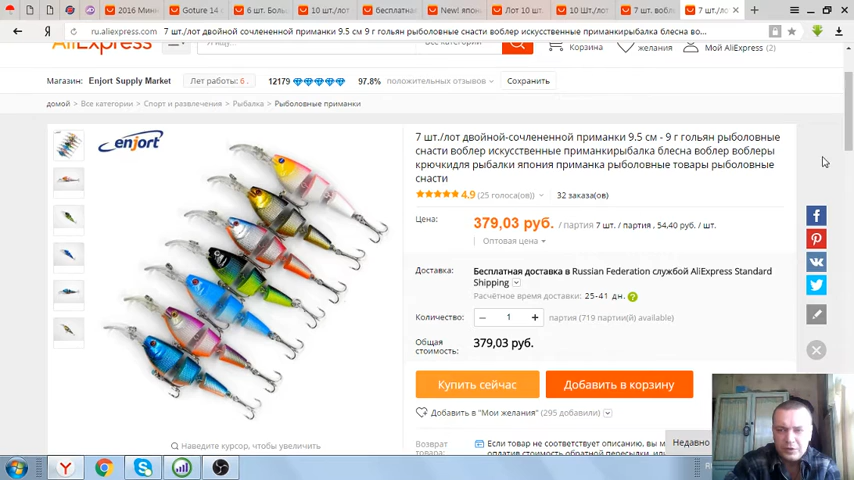 2016 Минн
Goture 14
6 шт. Боль
10 шт./лот
бесплатная
New! япон
Лот 10 шт.
10 Шт./лот
7 шт. вобл
7 шт./ло
Я
ru.aliexpress.com
7 шт./лот двойной сочлененной приманки 9.5 см 9 г гольян рыболовные снасти воблер искусственные приманкирыбалка блесна во...
AliExpress
Все категории
Корзина
желания
Мой AliExpress (2)
Магазин: Enjort Supply Market
Лет работы: 6
12179
97.8% положительных отзывов
Сохранить
домой > Все категории > Спорт и развлечения > Рыбалка > Рыболовные приманки
enjort
7 шт./лот двойной-сочлененной приманки 9.5 см - 9 г гольян рыболовные
снасти воблер искусственные приманкирыбалка блесна воблер воблеры
крючкидля рыбалки япония приманка рыболовные товары рыболовные
снасти
4.9 (25 голоса(ов)) 32 заказа(ов)
Цена: 379,03 руб. / партия 7 шт. / партия , 54,40 руб. / шт.
Оптовая цена
Доставка: Бесплатная доставка в Russian Federation службой AliExpress Standard
Shipping
Расчётное время доставки: 25-41 дн.
Количество: 1 партия (719 партии(й) available)
Общая
стоимость: 379,03 руб.
Купить сейчас
Добавить в корзину
Добавить в "Мои желания" (295 добавили)
Наведите курсор, чтобы увеличить
Возврат
товара
Если товар не соответствует описанию, вы м
Недавно